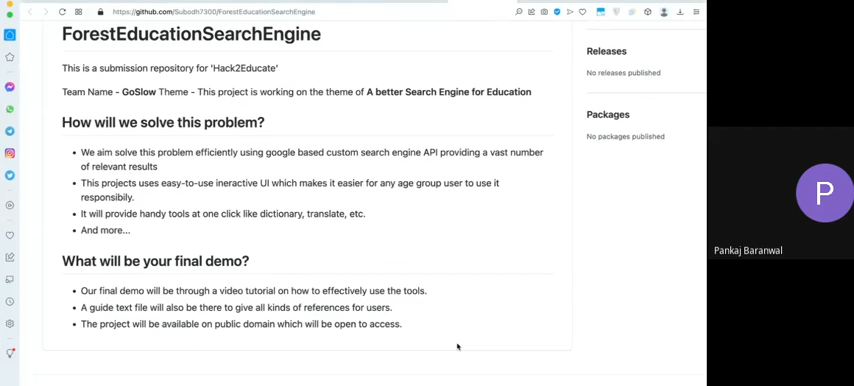 https://github.com/Subodh7300/ForestEducationSearchEngine
ForestEducationSearchEngine
This is a submission repository for 'Hack2Educate'
Team Name - GoSlow Theme - This project is working on the theme of A better Search Engine for Education
How will we solve this problem?
• We aim solve this problem efficiently using google based custom search engine API providing a vast number
of relevant results
• This projects uses easy-to-use ineractive UI which makes it easier for any age group user to use it
responsibily.
• It will provide handy tools at one click like dictionary, translate, etc.
• And more...
What will be your final demo?
• Our final demo will be through a video tutorial on how to effectively use the tools.
• A guide text file will also be there to give all kinds of references for users.
• The project will be available on public domain which will be open to access.
Releases
No releases published
Packages
No packages published
P
Pankaj Baranwal